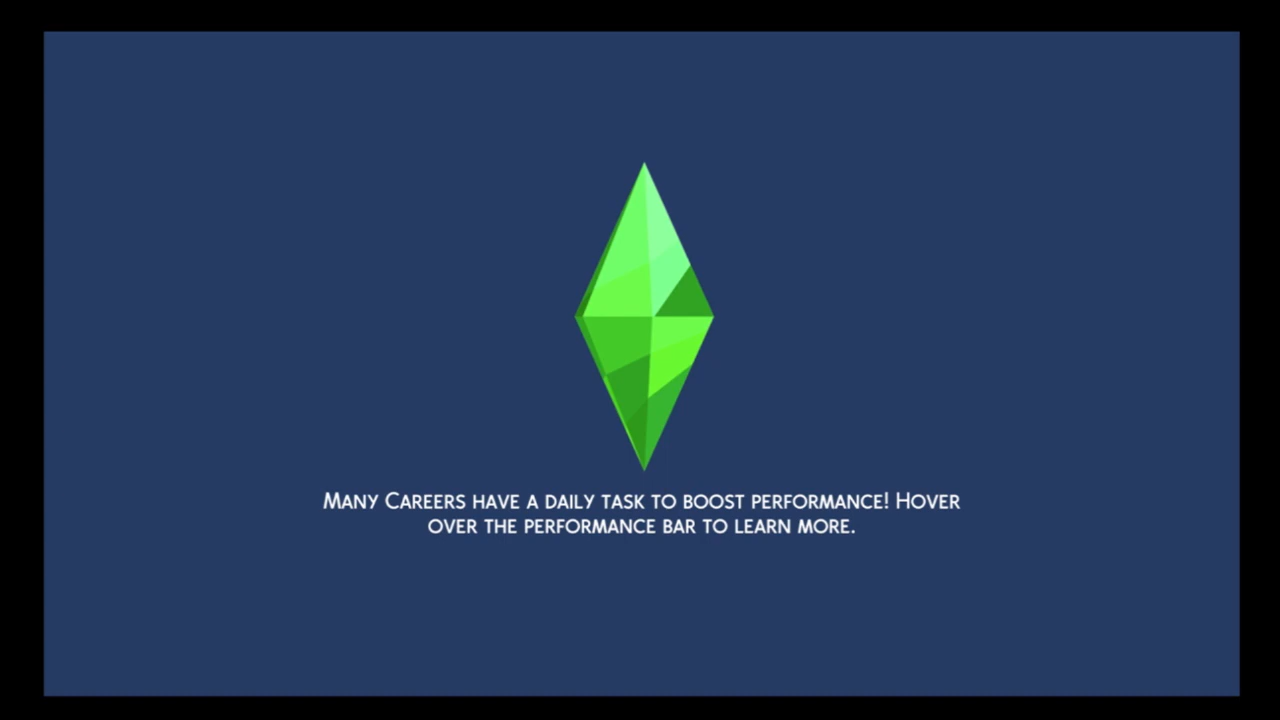 Many Careers have a daily task to boost performance! Hover
over the performance bar to learn more.